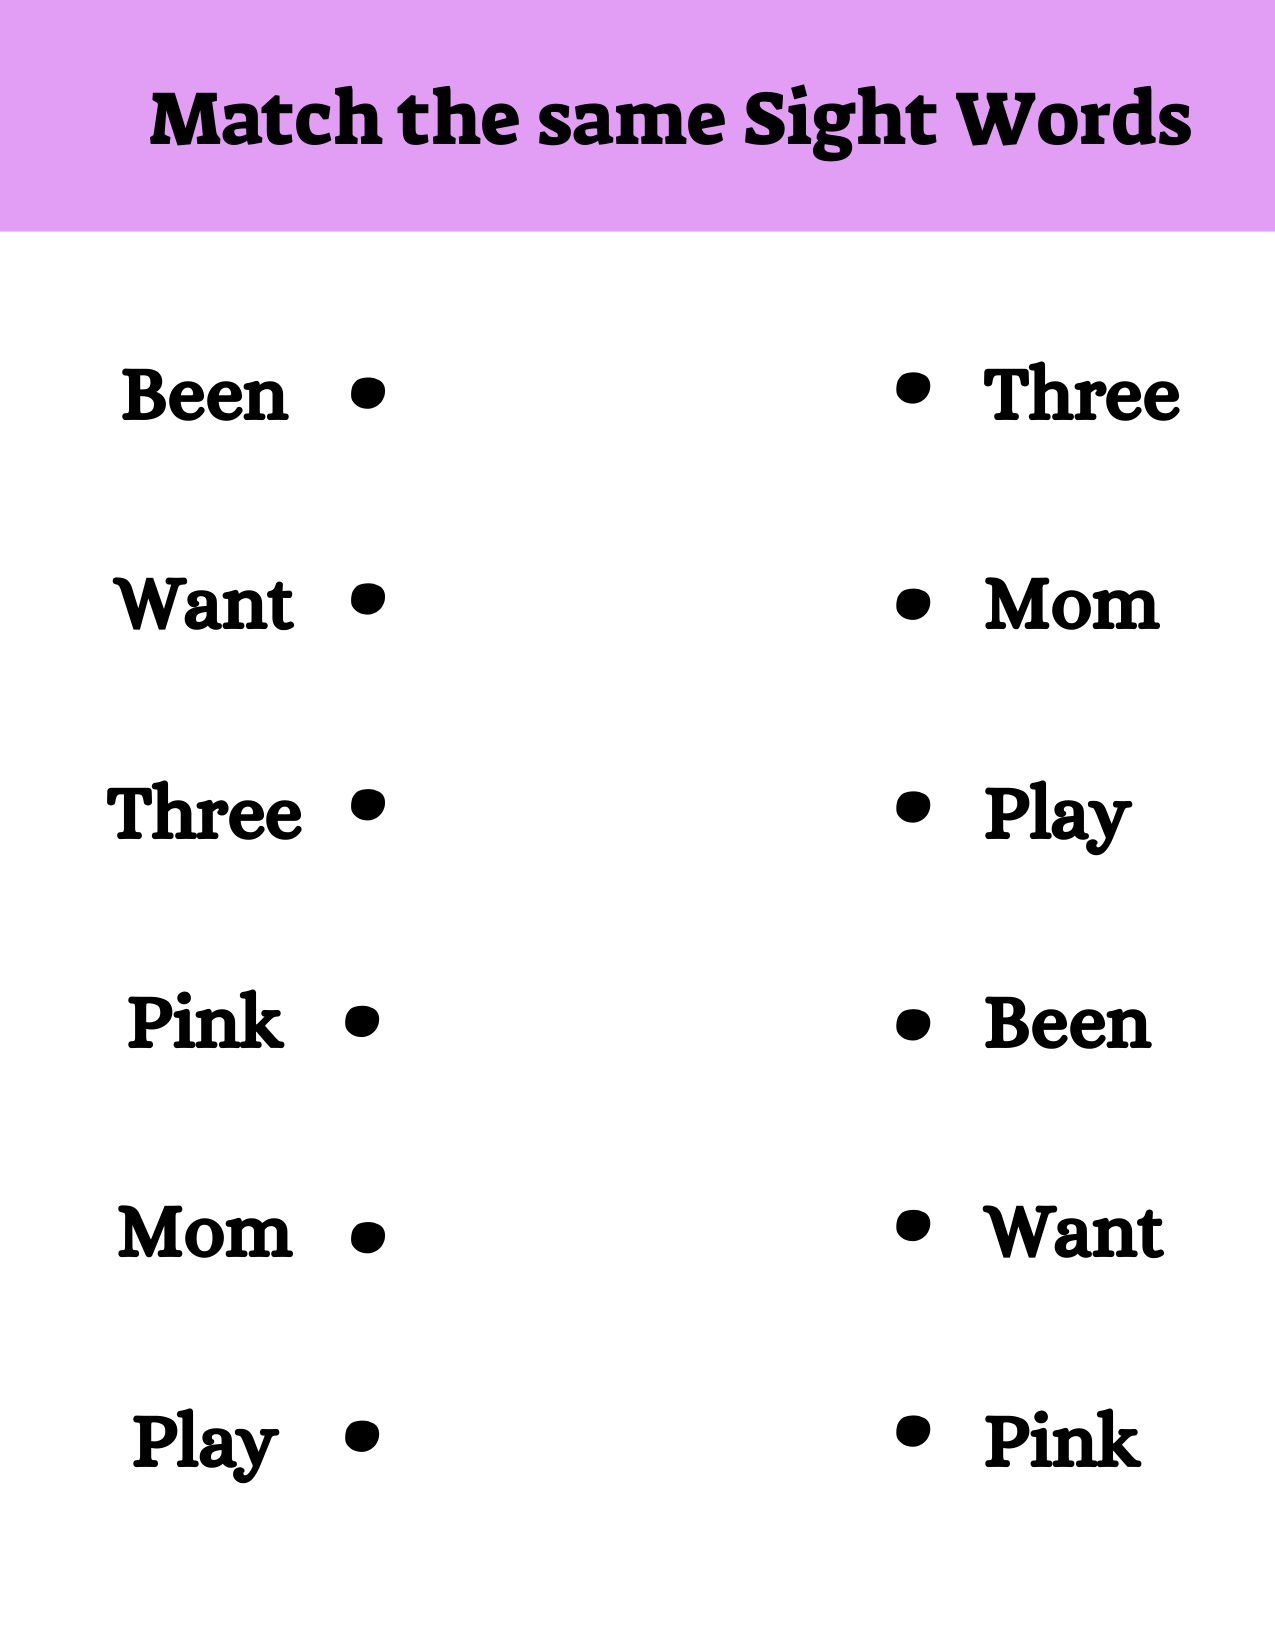 Match the same Sight Words
Been • • Three
Want • • Mom
Three • • Play
Pink • • Been
Mom • • Want
Play • • Pink